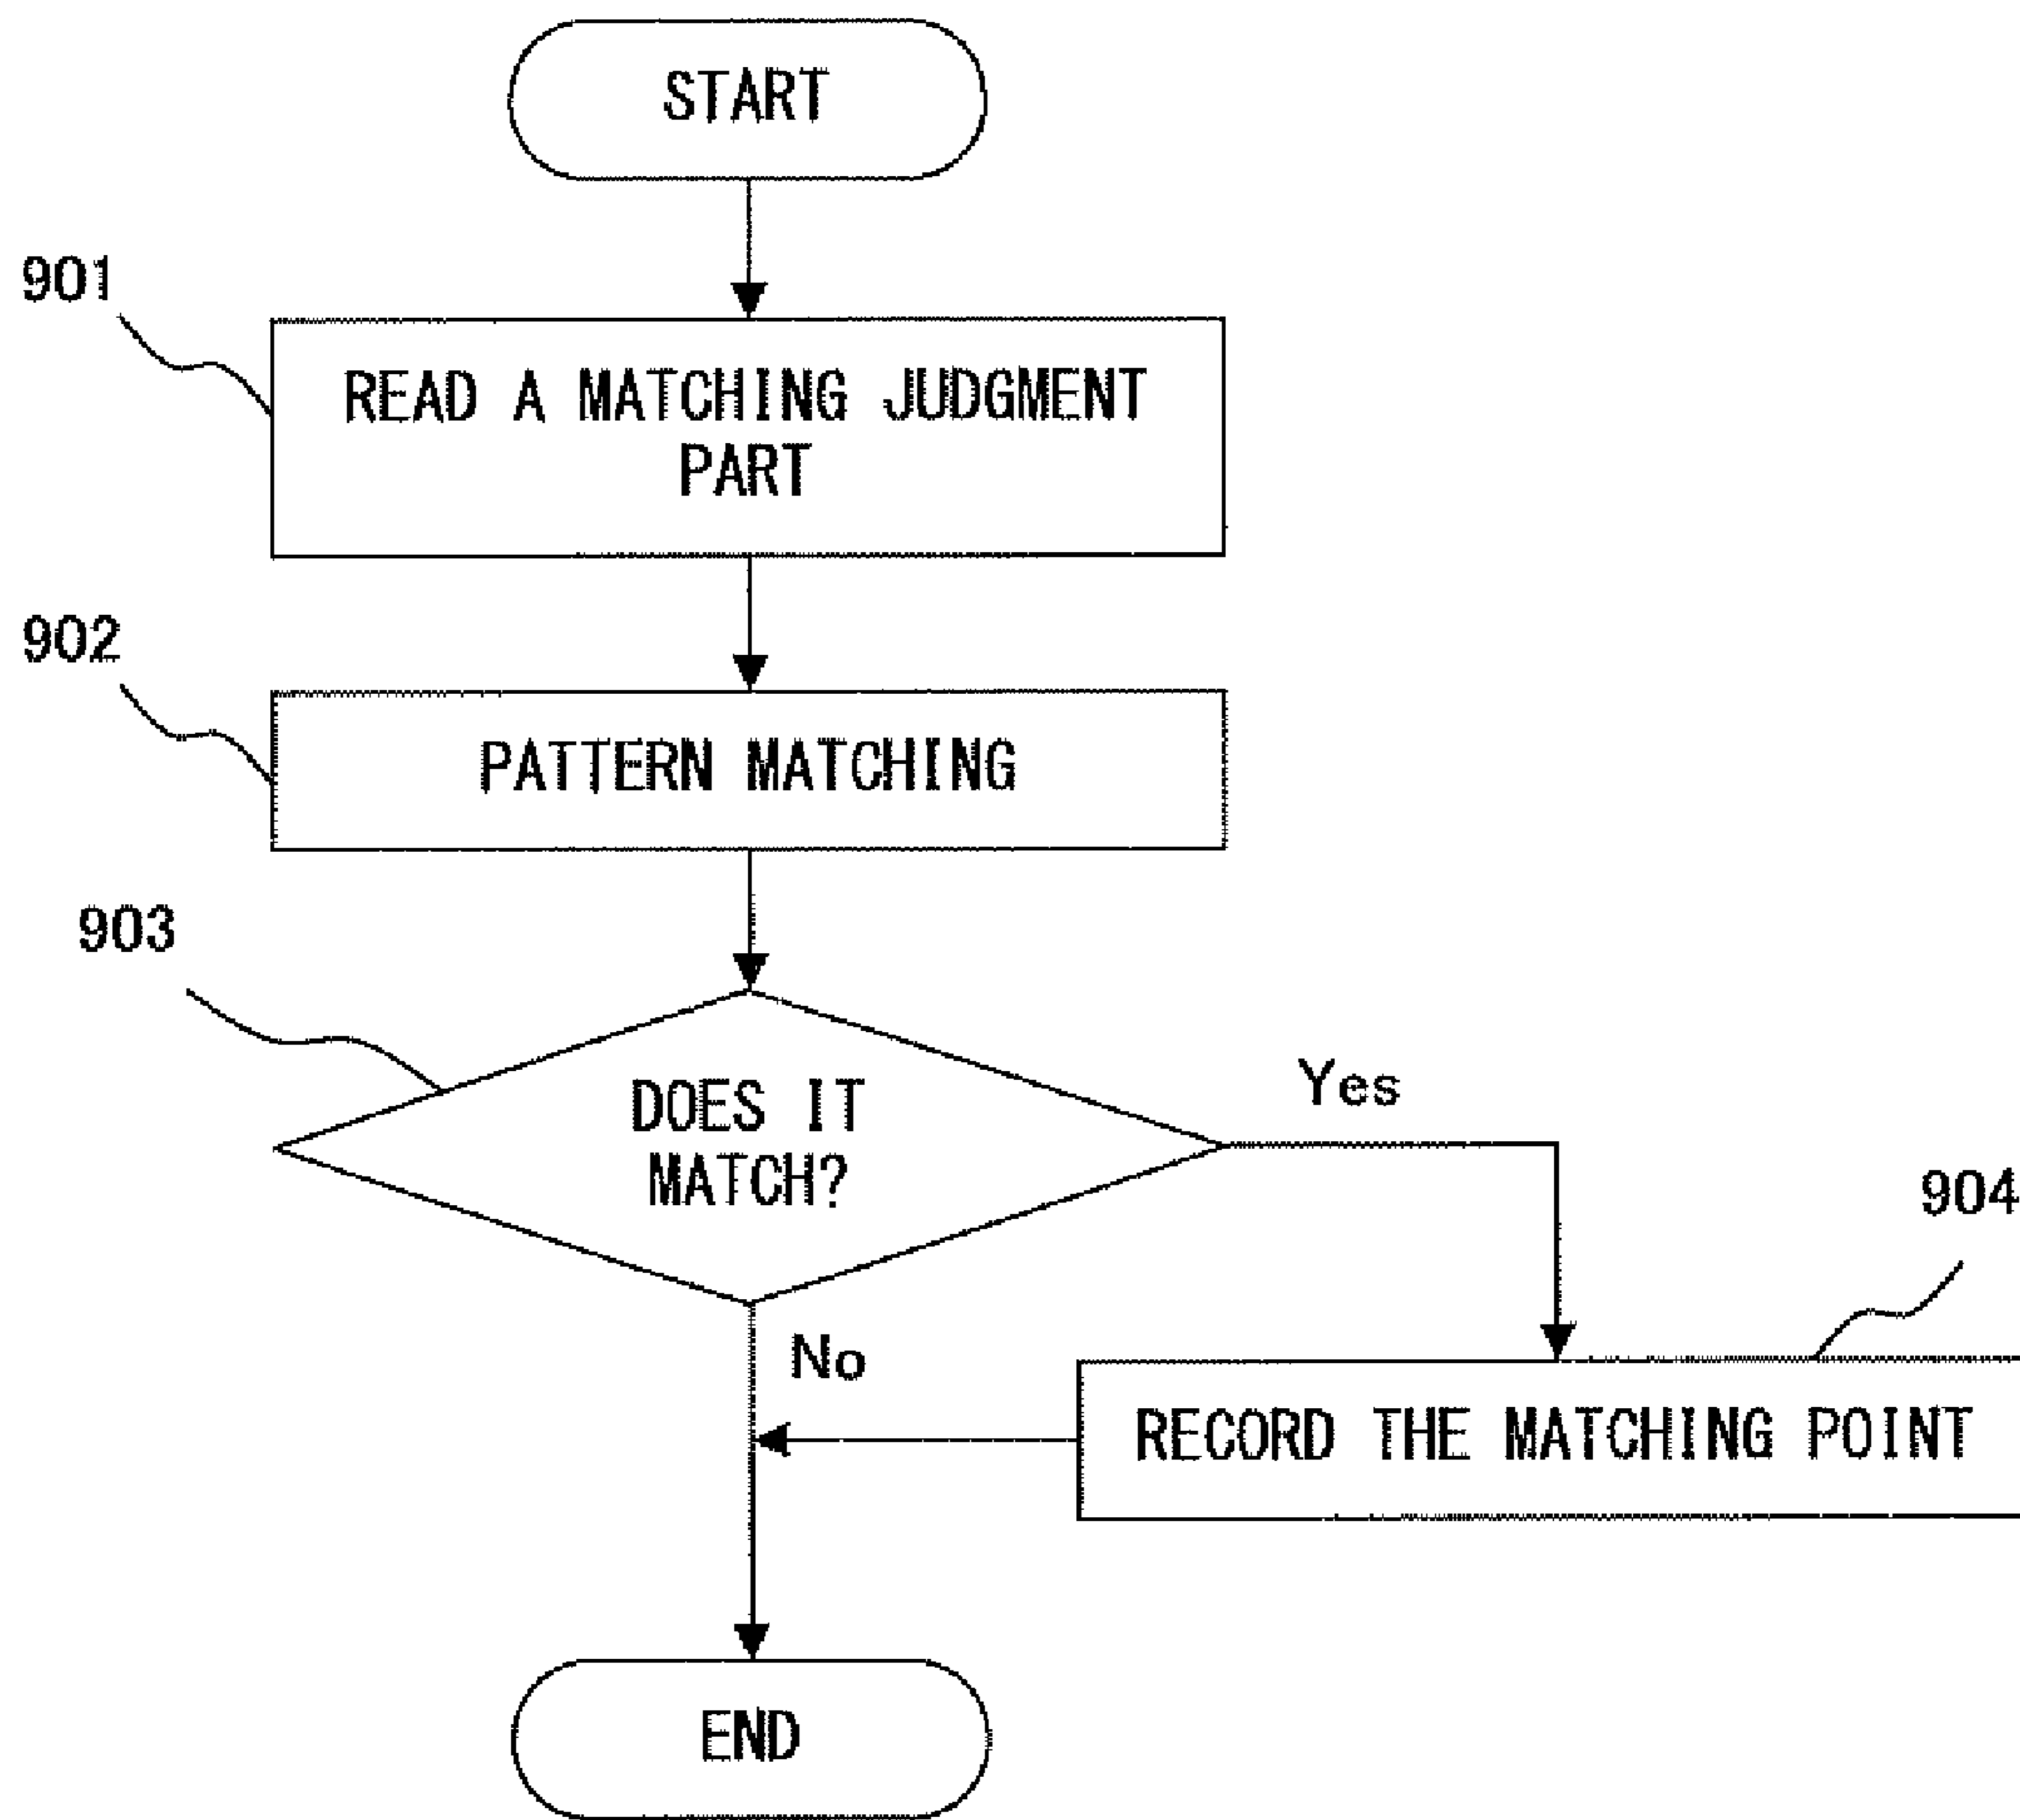 START
901
READ A MATCHING JUDGMENT
PART
902
PATTERN MATCHING
903
DOES IT
MATCH?
Yes
904
No
RECORD THE MATCHING POINT
END